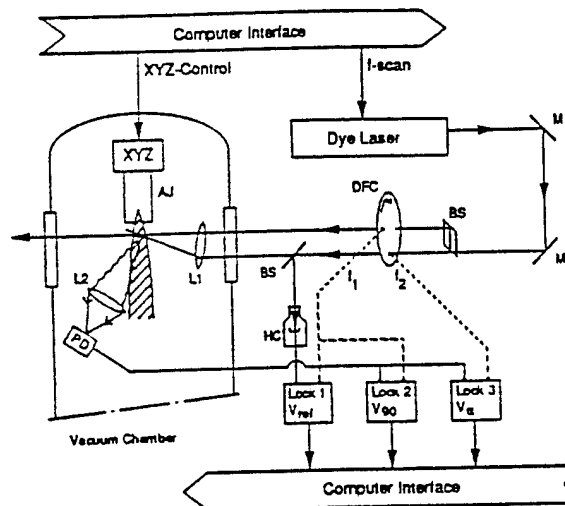 Computer Interface
XYZ-Control
f-scan
Dye Laser
M
XYZ
AJ
DFC
BS
M
L2
L1
BS
f1
f2
HC
PD
Lock 1
Vref
Lock 2
V90
Lock 3
Vα
Vacuum Chamber
Computer Interface